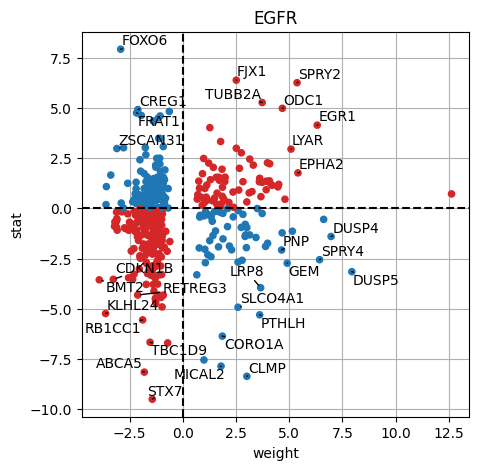 EGFR
FOXO6
FJX1
SPRY2
TUBB2A
ODC1
CREG1
FRAT1
EGR1
ZSCAN31
LYAR
EPHA2
DUSP4
PNP
SPRY4
LRP8
GEM
DUSP5
CDKN1B
BMT2
RETREG3
SLCO4A1
KLHL24
PTHLH
RB1CC1
CORO1A
TBC1D9
ABCA5
MICAL2
CLMP
STX7
7.5
5.0
2.5
0.0
−2.5
−5.0
−7.5
−10.0
stat
−2.5 0.0 2.5 5.0 7.5 10.0 12.5
weight